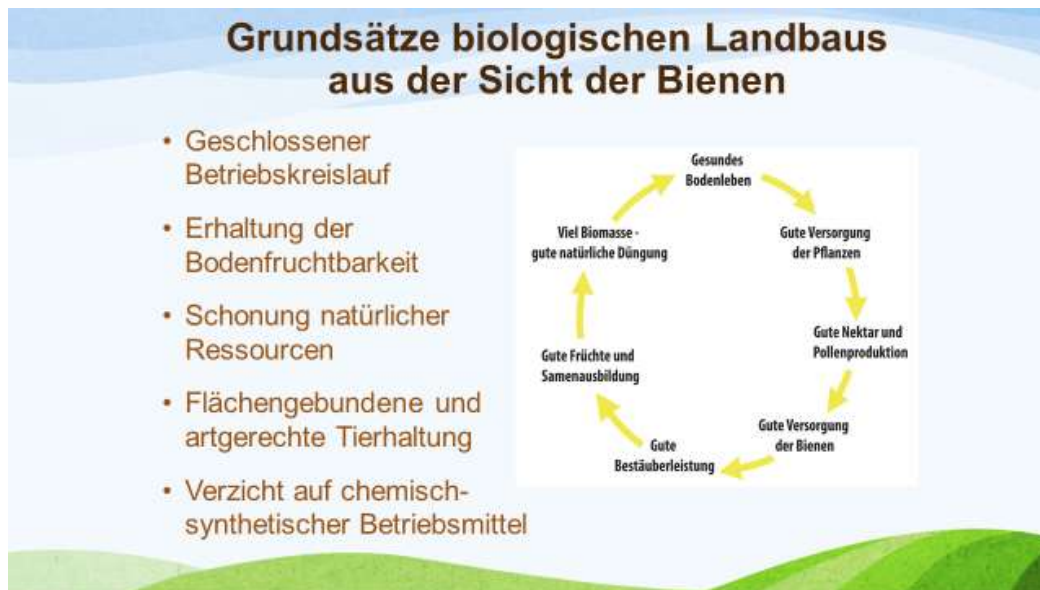 Grundsätze biologischen Landbaus
aus der Sicht der Bienen
• Geschlossener
Betriebskreislauf
• Erhaltung der
Bodenfruchtbarkeit
• Schonung natürlicher
Ressourcen
• Flächengebundene und
artgerechte Tierhaltung
• Verzicht auf chemisch-
synthetischer Betriebsmittel
Gesundes
Bodenleben
Gute Versorgung
der Pflanzen
Gute Nektar und
Pollenproduktion
Gute Versorgung
der Bienen
Gute
Bestäuberleistung
Gute Früchte und
Samenausbildung
Viel Biomasse -
gute natürliche Düngung